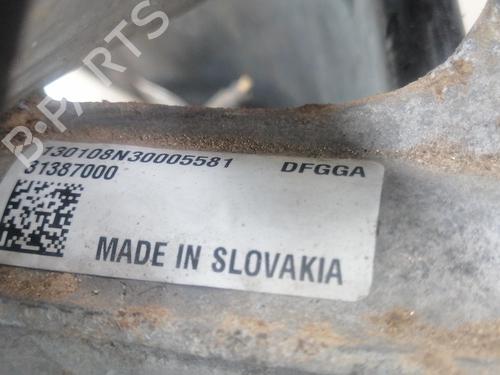 B-PARTS
130108N30005581 DFGGA
31387000
MADE IN SLOVAKIA